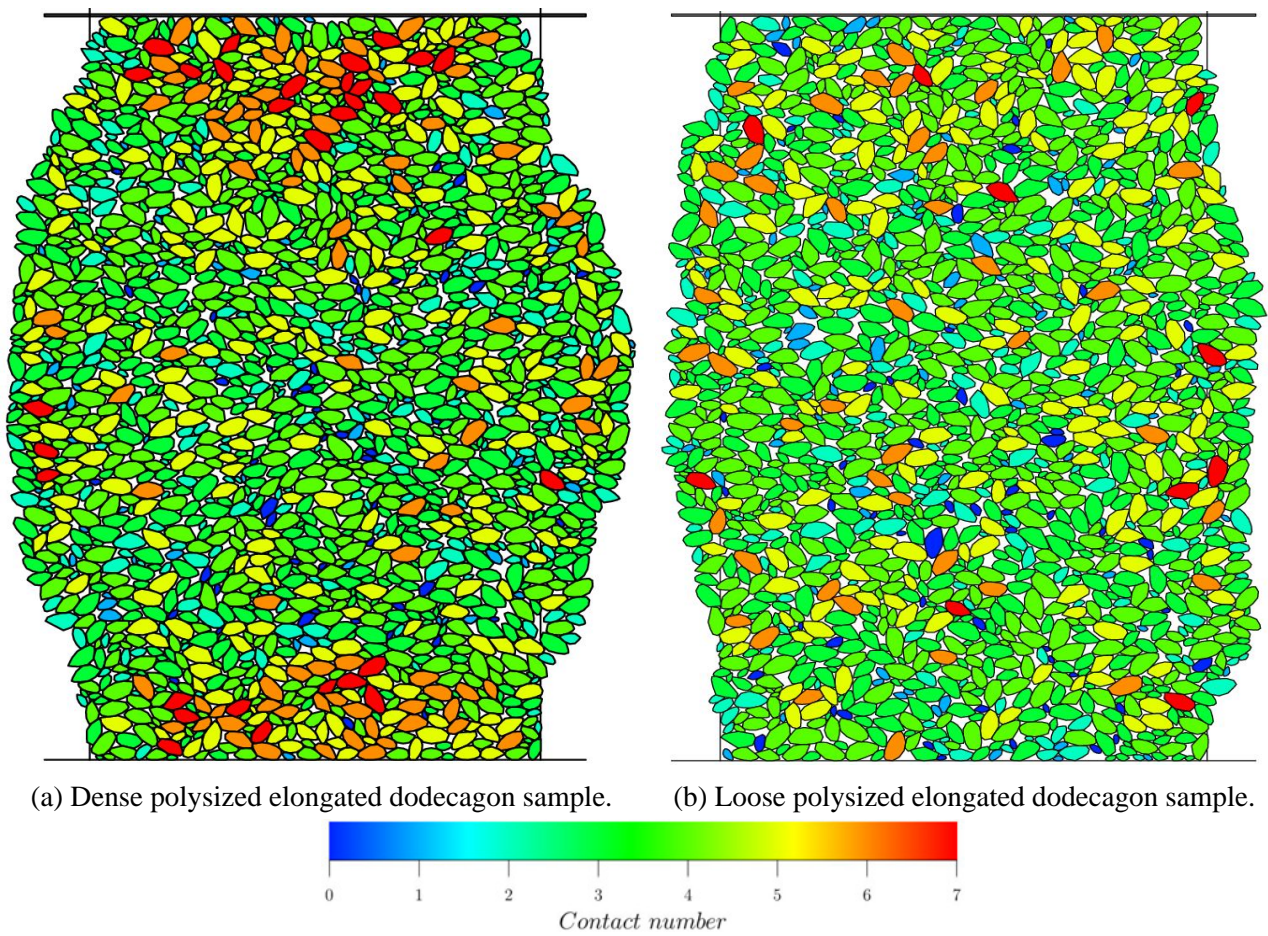 (a) Dense polysized elongated dodecagon sample.
(b) Loose polysized elongated dodecagon sample.
0 1 2 3 4 5 6 7
Contact number